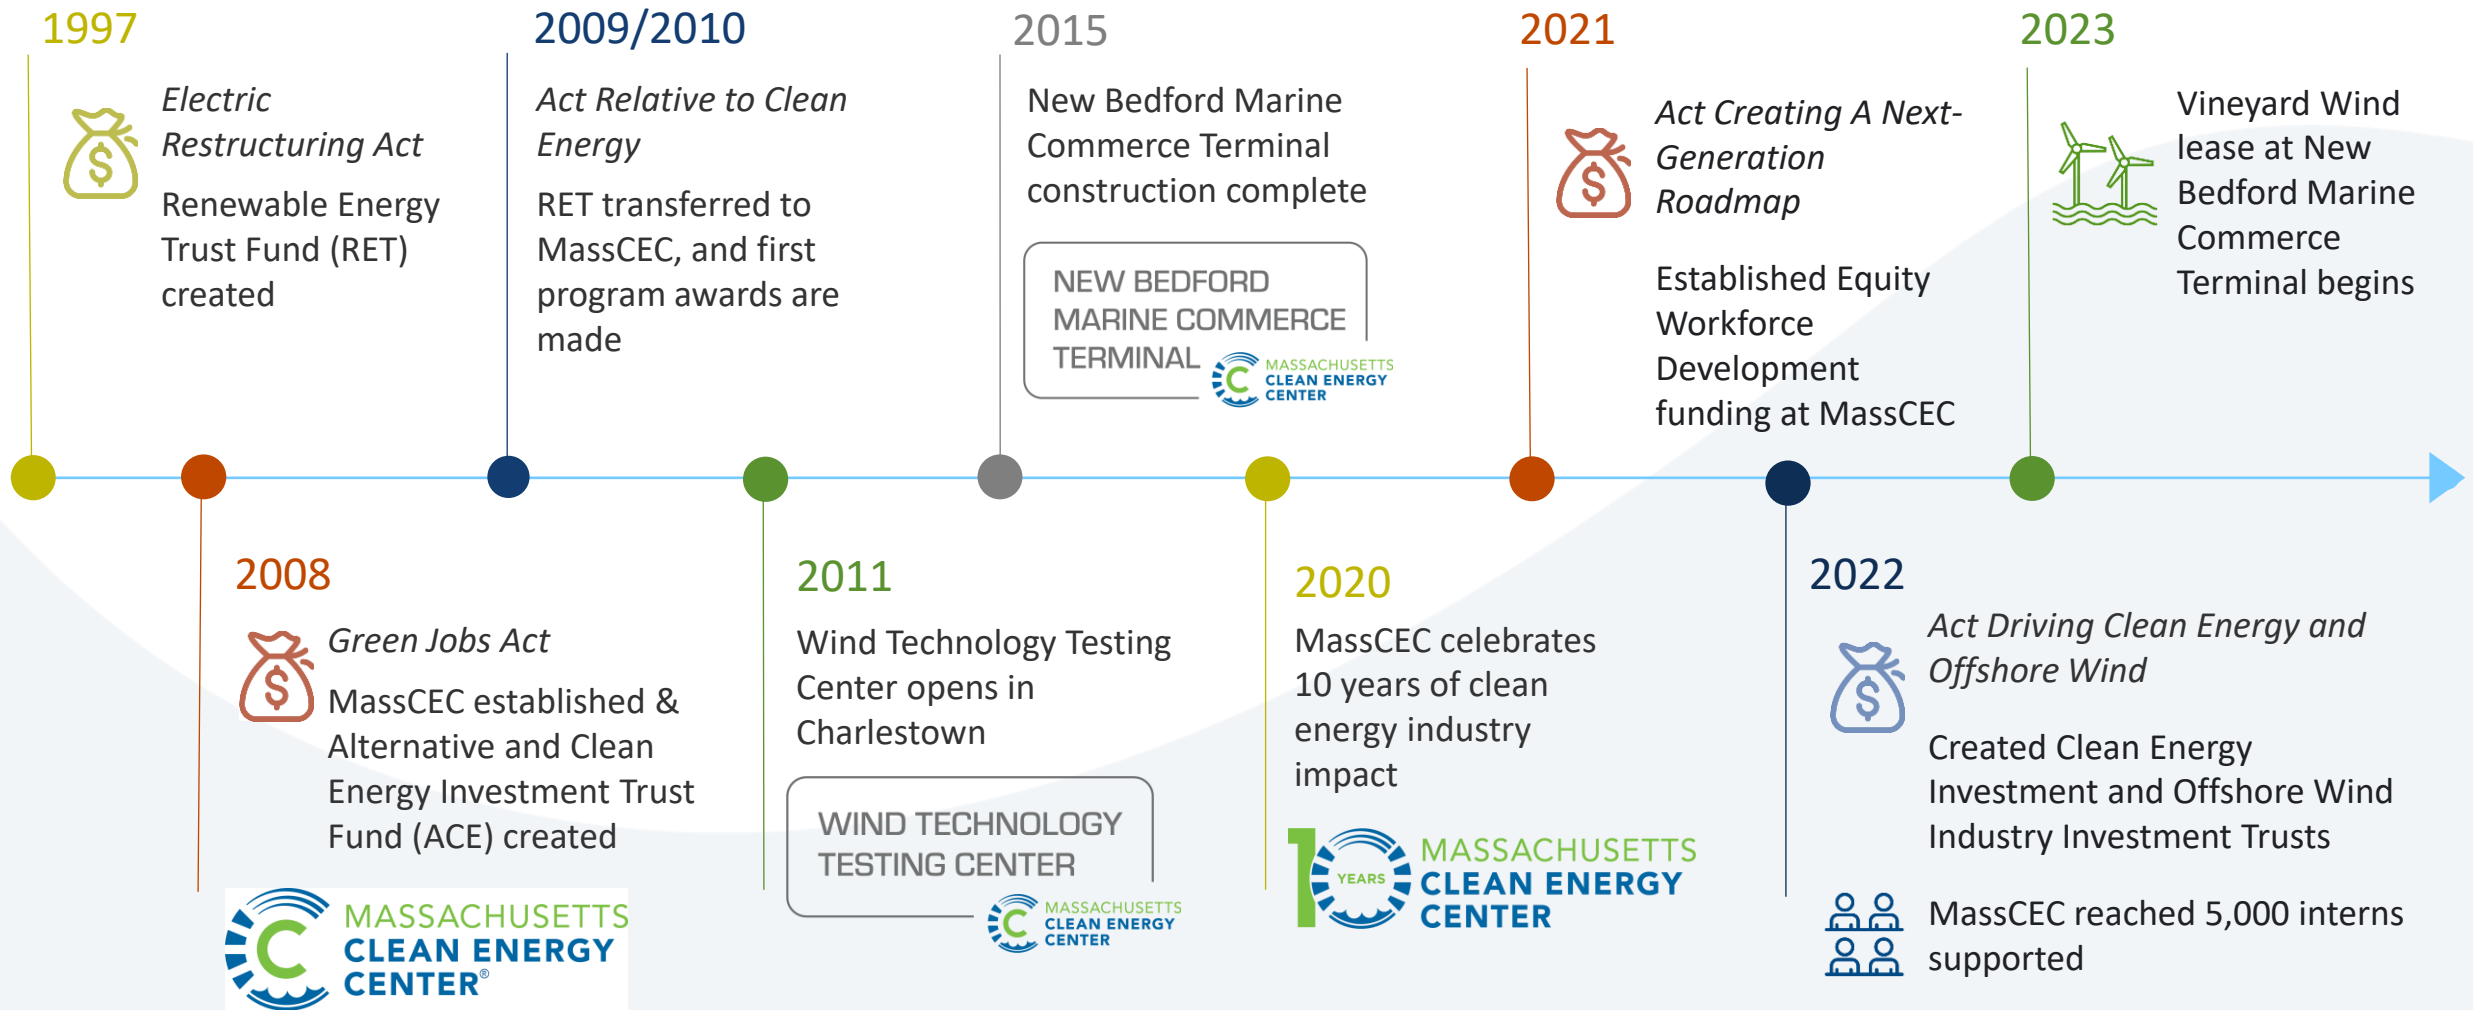 1997
Electric
Restructuring Act
Renewable Energy
Trust Fund (RET)
created
2008
Green Jobs Act
MassCEC established &
Alternative and Clean
Energy Investment Trust
Fund (ACE) created
MASSACHUSETTS
CLEAN ENERGY
CENTER®
2009/2010
Act Relative to Clean
Energy
RET transferred to
MassCEC, and first
program awards are
made
2011
Wind Technology Testing
Center opens in
Charlestown
WIND TECHNOLOGY
TESTING CENTER
MASSACHUSETTS
CLEAN ENERGY
CENTER
2015
New Bedford Marine
Commerce Terminal
construction complete
NEW BEDFORD
MARINE COMMERCE
TERMINAL
MASSACHUSETTS
CLEAN ENERGY
CENTER
2020
MassCEC celebrates
10 years of clean
energy industry
impact
10 YEARS
MASSACHUSETTS
CLEAN ENERGY
CENTER
2021
Act Creating A Next-
Generation
Roadmap
Established Equity
Workforce
Development
funding at MassCEC
2022
Act Driving Clean Energy and
Offshore Wind
Created Clean Energy
Investment and Offshore Wind
Industry Investment Trusts
MassCEC reached 5,000 interns
supported
2023
Vineyard Wind
lease at New
Bedford Marine
Commerce
Terminal begins